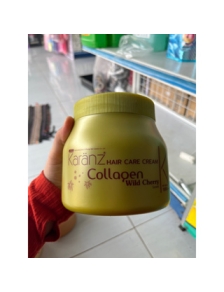 Karanz HAIR CARE CREAM
Collagen
Wild Cherry